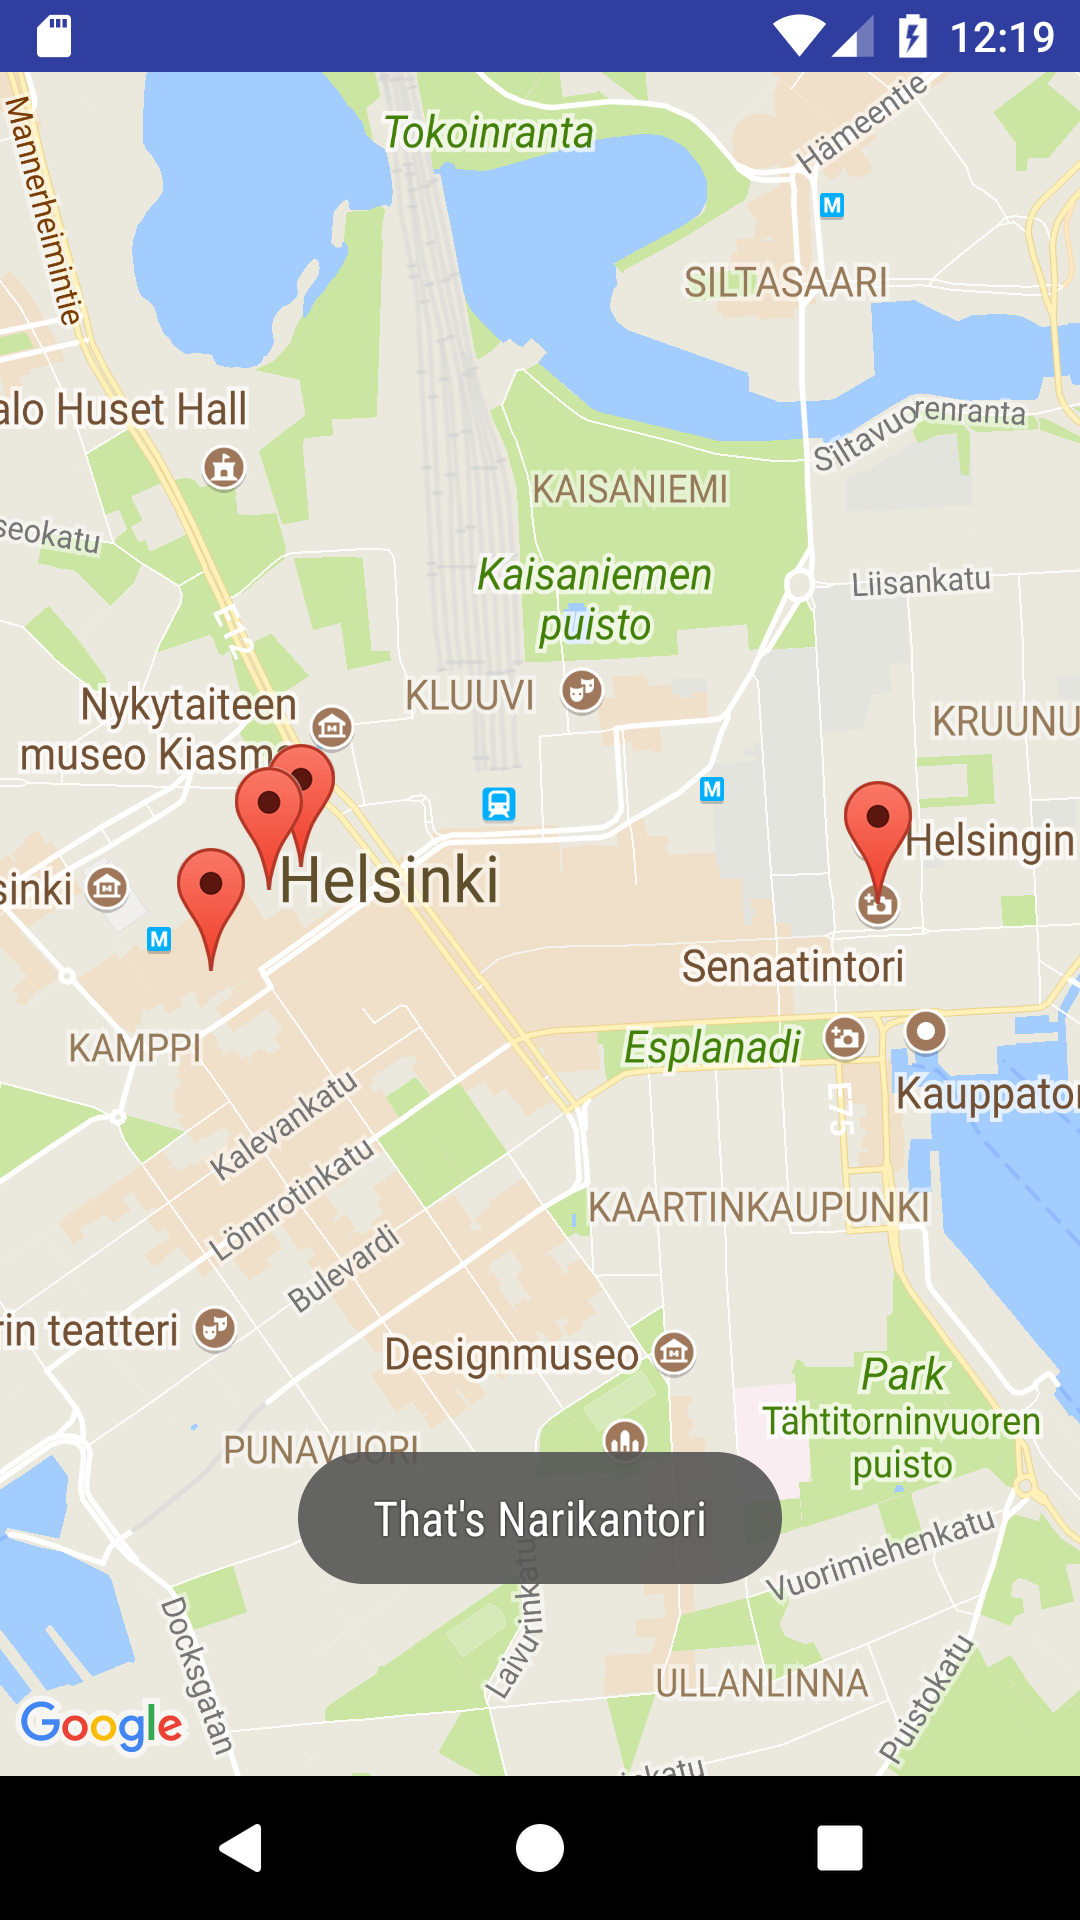 12:19
Tokoinranta
Hämeentie
Mannerheimintie
M
SILTASAARI
alo Huset Hall
Siltavuorenranta
KAISANIEMI
seokatu
Kaisaniemen
puisto
Liisankatu
E12
KLUUVI
Nykytaiteen
museo Kiasma
KRUUNU
M
Helsingin
Helsinki
sinki
M
Senaatintori
KAMPPI
Esplanadi
Kauppator
E75
Kalevankatu
Lönnrotinkatu
KAARTINKAUPUNKI
Bulevardi
rin teatteri
Designmuseo
Park
Tähtitorninvuoren
puisto
PUNAVUORI
That's Narikantori
Vuorimiehenkatu
Laivurinkatu
Docksgatan
ULLANLINNA
Puistokatu
Google